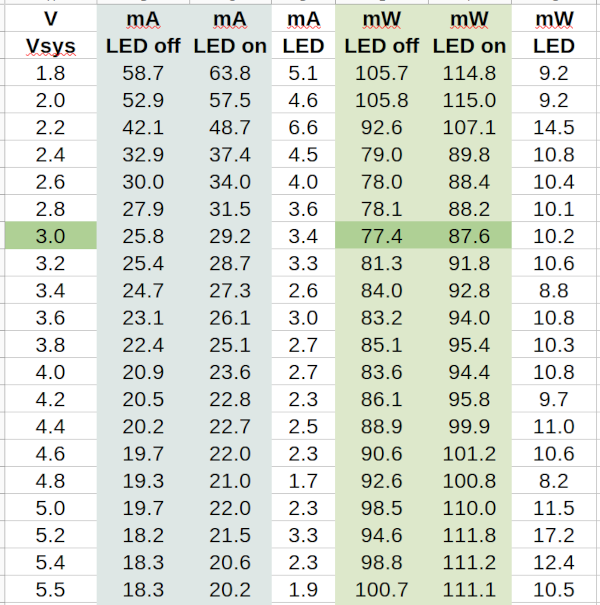 V mA mA mA mW mW mW
Vsys LED off LED on LED LED off LED on LED
1.8 58.7 63.8 5.1 105.7 114.8 9.2
2.0 52.9 57.5 4.6 105.8 115.0 9.2
2.2 42.1 48.7 6.6 92.6 107.1 14.5
2.4 32.9 37.4 4.5 79.0 89.8 10.8
2.6 30.0 34.0 4.0 78.0 88.4 10.4
2.8 27.9 31.5 3.6 78.1 88.2 10.1
3.0 25.8 29.2 3.4 77.4 87.6 10.2
3.2 25.4 28.7 3.3 81.3 91.8 10.6
3.4 24.7 27.3 2.6 84.0 92.8 8.8
3.6 23.1 26.1 3.0 83.2 94.0 10.8
3.8 22.4 25.1 2.7 85.1 95.4 10.3
4.0 20.9 23.6 2.7 83.6 94.4 10.8
4.2 20.5 22.8 2.3 86.1 95.8 9.7
4.4 20.2 22.7 2.5 88.9 99.9 11.0
4.6 19.7 22.0 2.3 90.6 101.2 10.6
4.8 19.3 21.0 1.7 92.6 100.8 8.2
5.0 19.7 22.0 2.3 98.5 110.0 11.5
5.2 18.2 21.5 3.3 94.6 111.8 17.2
5.4 18.3 20.6 2.3 98.8 111.2 12.4
5.5 18.3 20.2 1.9 100.7 111.1 10.5